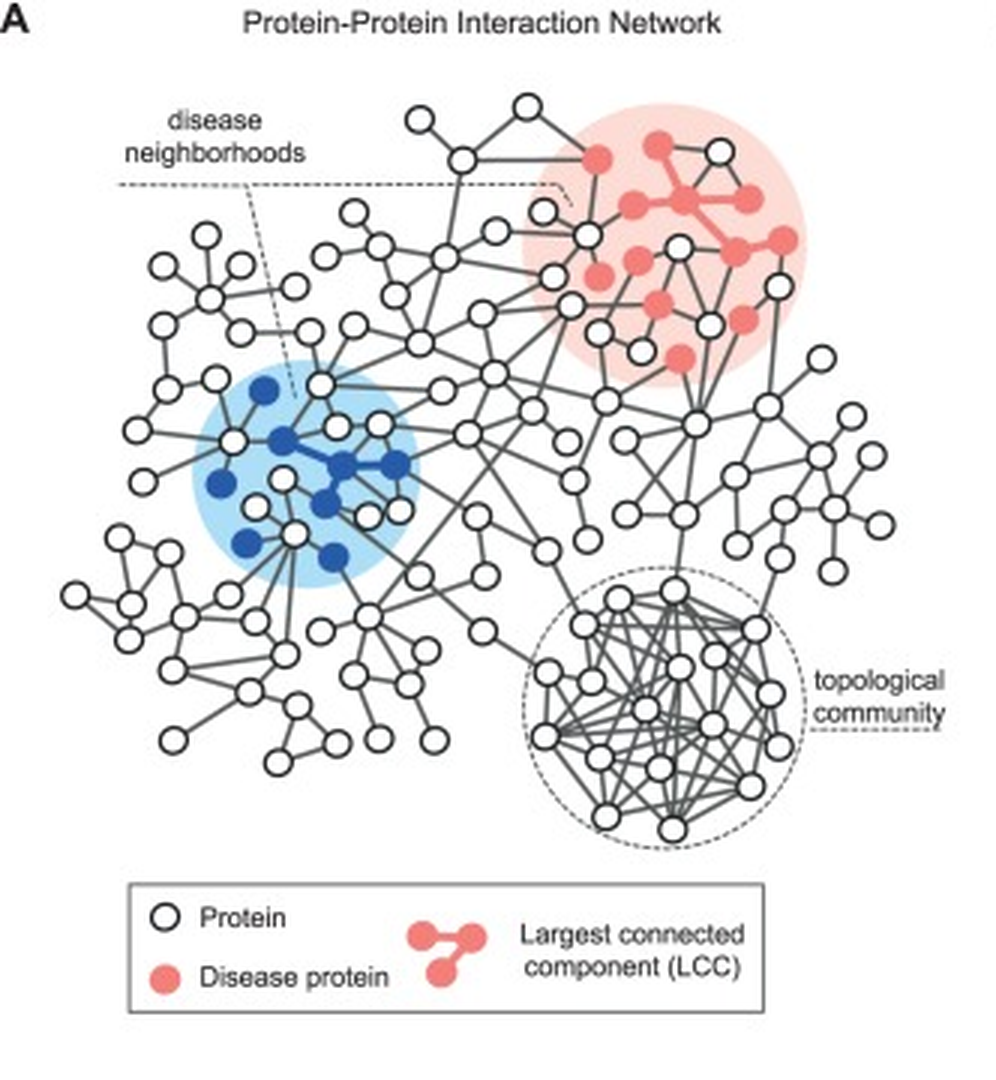 A
Protein-Protein Interaction Network
disease
neighborhoods
topological
community
Protein
Disease protein
Largest connected
component (LCC)